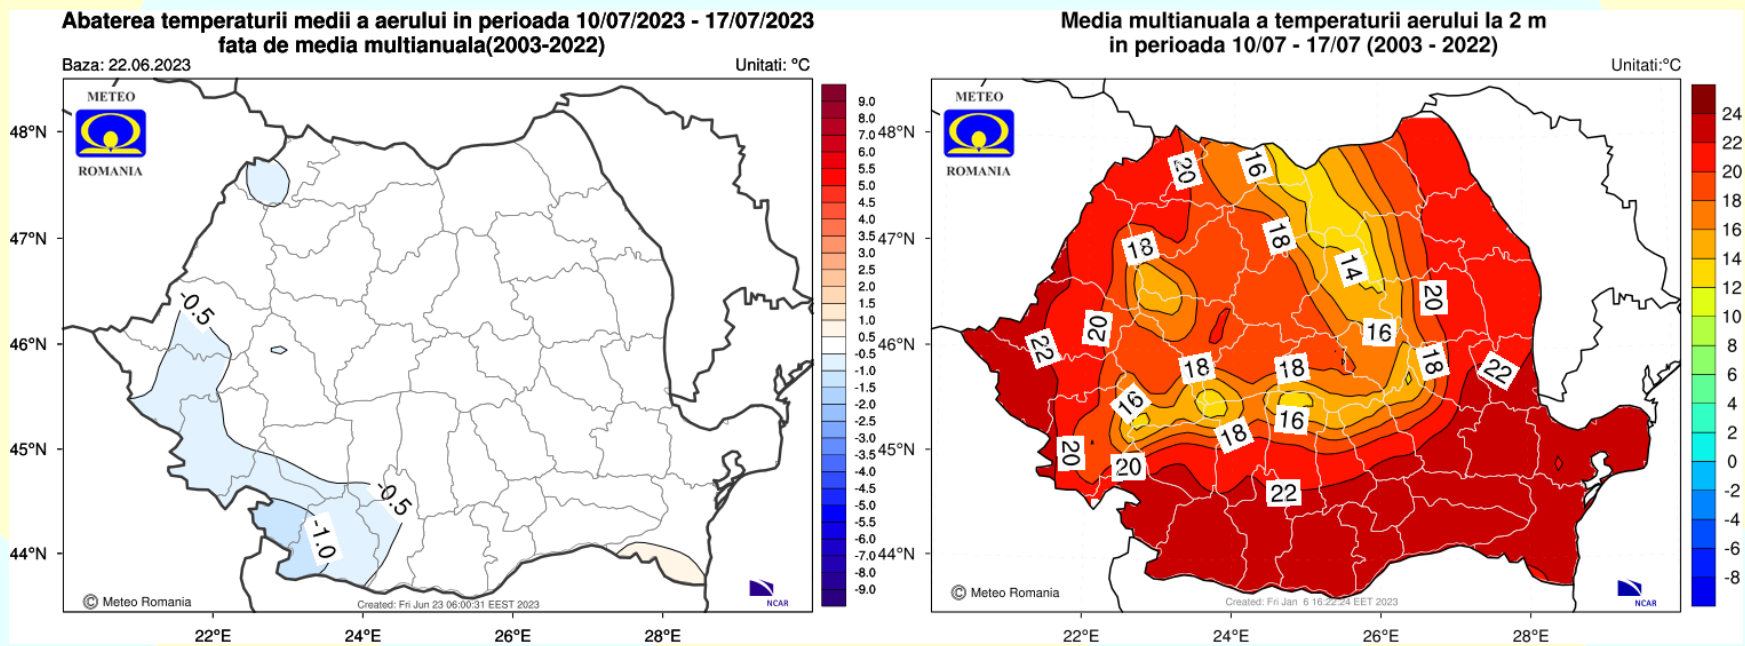 Abaterea temperaturii medii a aerului in perioada 10/07/2023 - 17/07/2023
fata de media multianuala(2003-2022)
Baza: 22.06.2023
Unitati: °C
METEO
ROMANIA
48°N
47°N
46°N
45°N
44°N
22°E
24°E
26°E
28°E
-0.5
-0.5
-1.0
9.0
8.0
7.0
6.0
5.5
5.0
4.5
4.0
3.5
3.0
2.5
2.0
1.5
1.0
0.5
-0.5
-1.0
-1.5
-2.0
-2.5
-3.0
-3.5
-4.0
-4.5
-5.0
-5.5
-6.0
-7.0
-8.0
-9.0
© Meteo Romania
Created: Fri Jun 23 06:00:31 EEST 2023
NCAR
Media multianuala a temperaturii aerului la 2 m
in perioada 10/07 - 17/07 (2003 - 2022)
Unitati:°C
METEO
ROMANIA
48°N
47°N
46°N
45°N
44°N
22°E
24°E
26°E
28°E
20
16
18
18
14
20
20
22
16
18
18
18
22
16
16
18
20
20
22
24
22
20
18
16
14
12
10
8
6
4
2
0
-2
-4
-6
-8
© Meteo Romania
Created: Fri Jan 6 16:22:24 EET 2023
NCAR